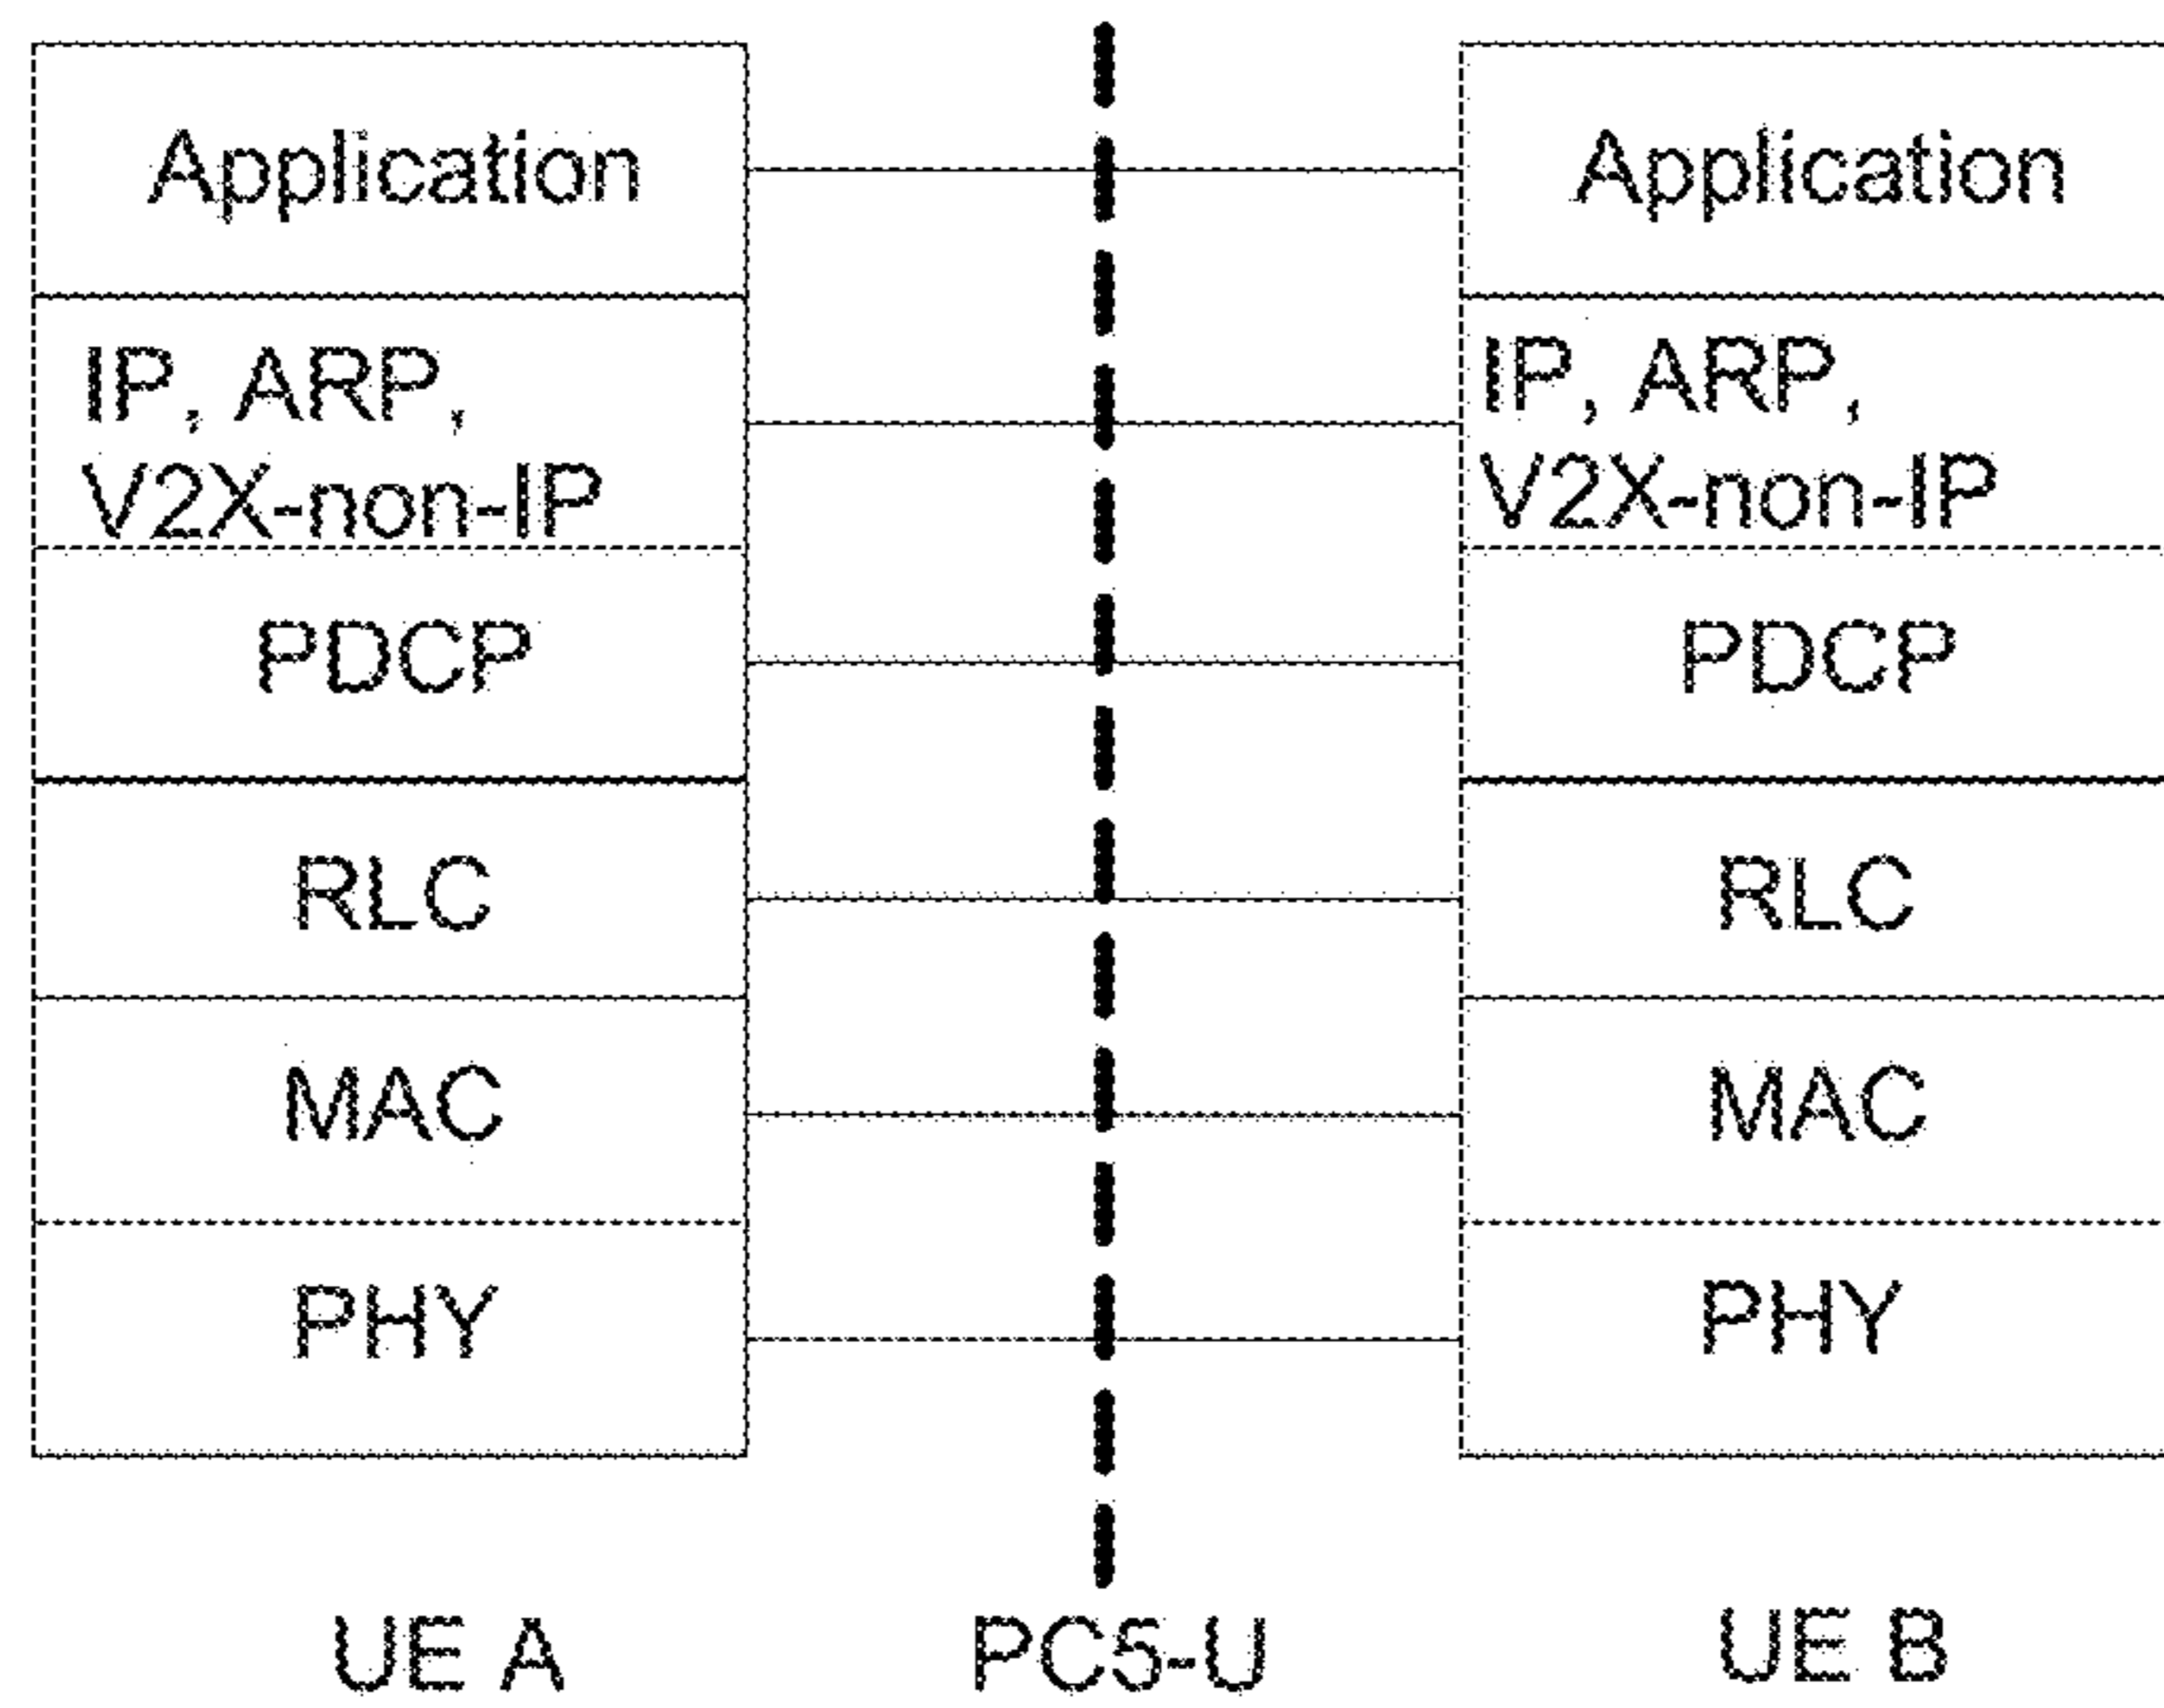 Application
Application
IP, ARP,
V2X-non-IP
IP, ARP,
V2X-non-IP
PDCP
PDCP
RLC
RLC
MAC
MAC
PHY
PHY
UE A
PC5-U
UE B